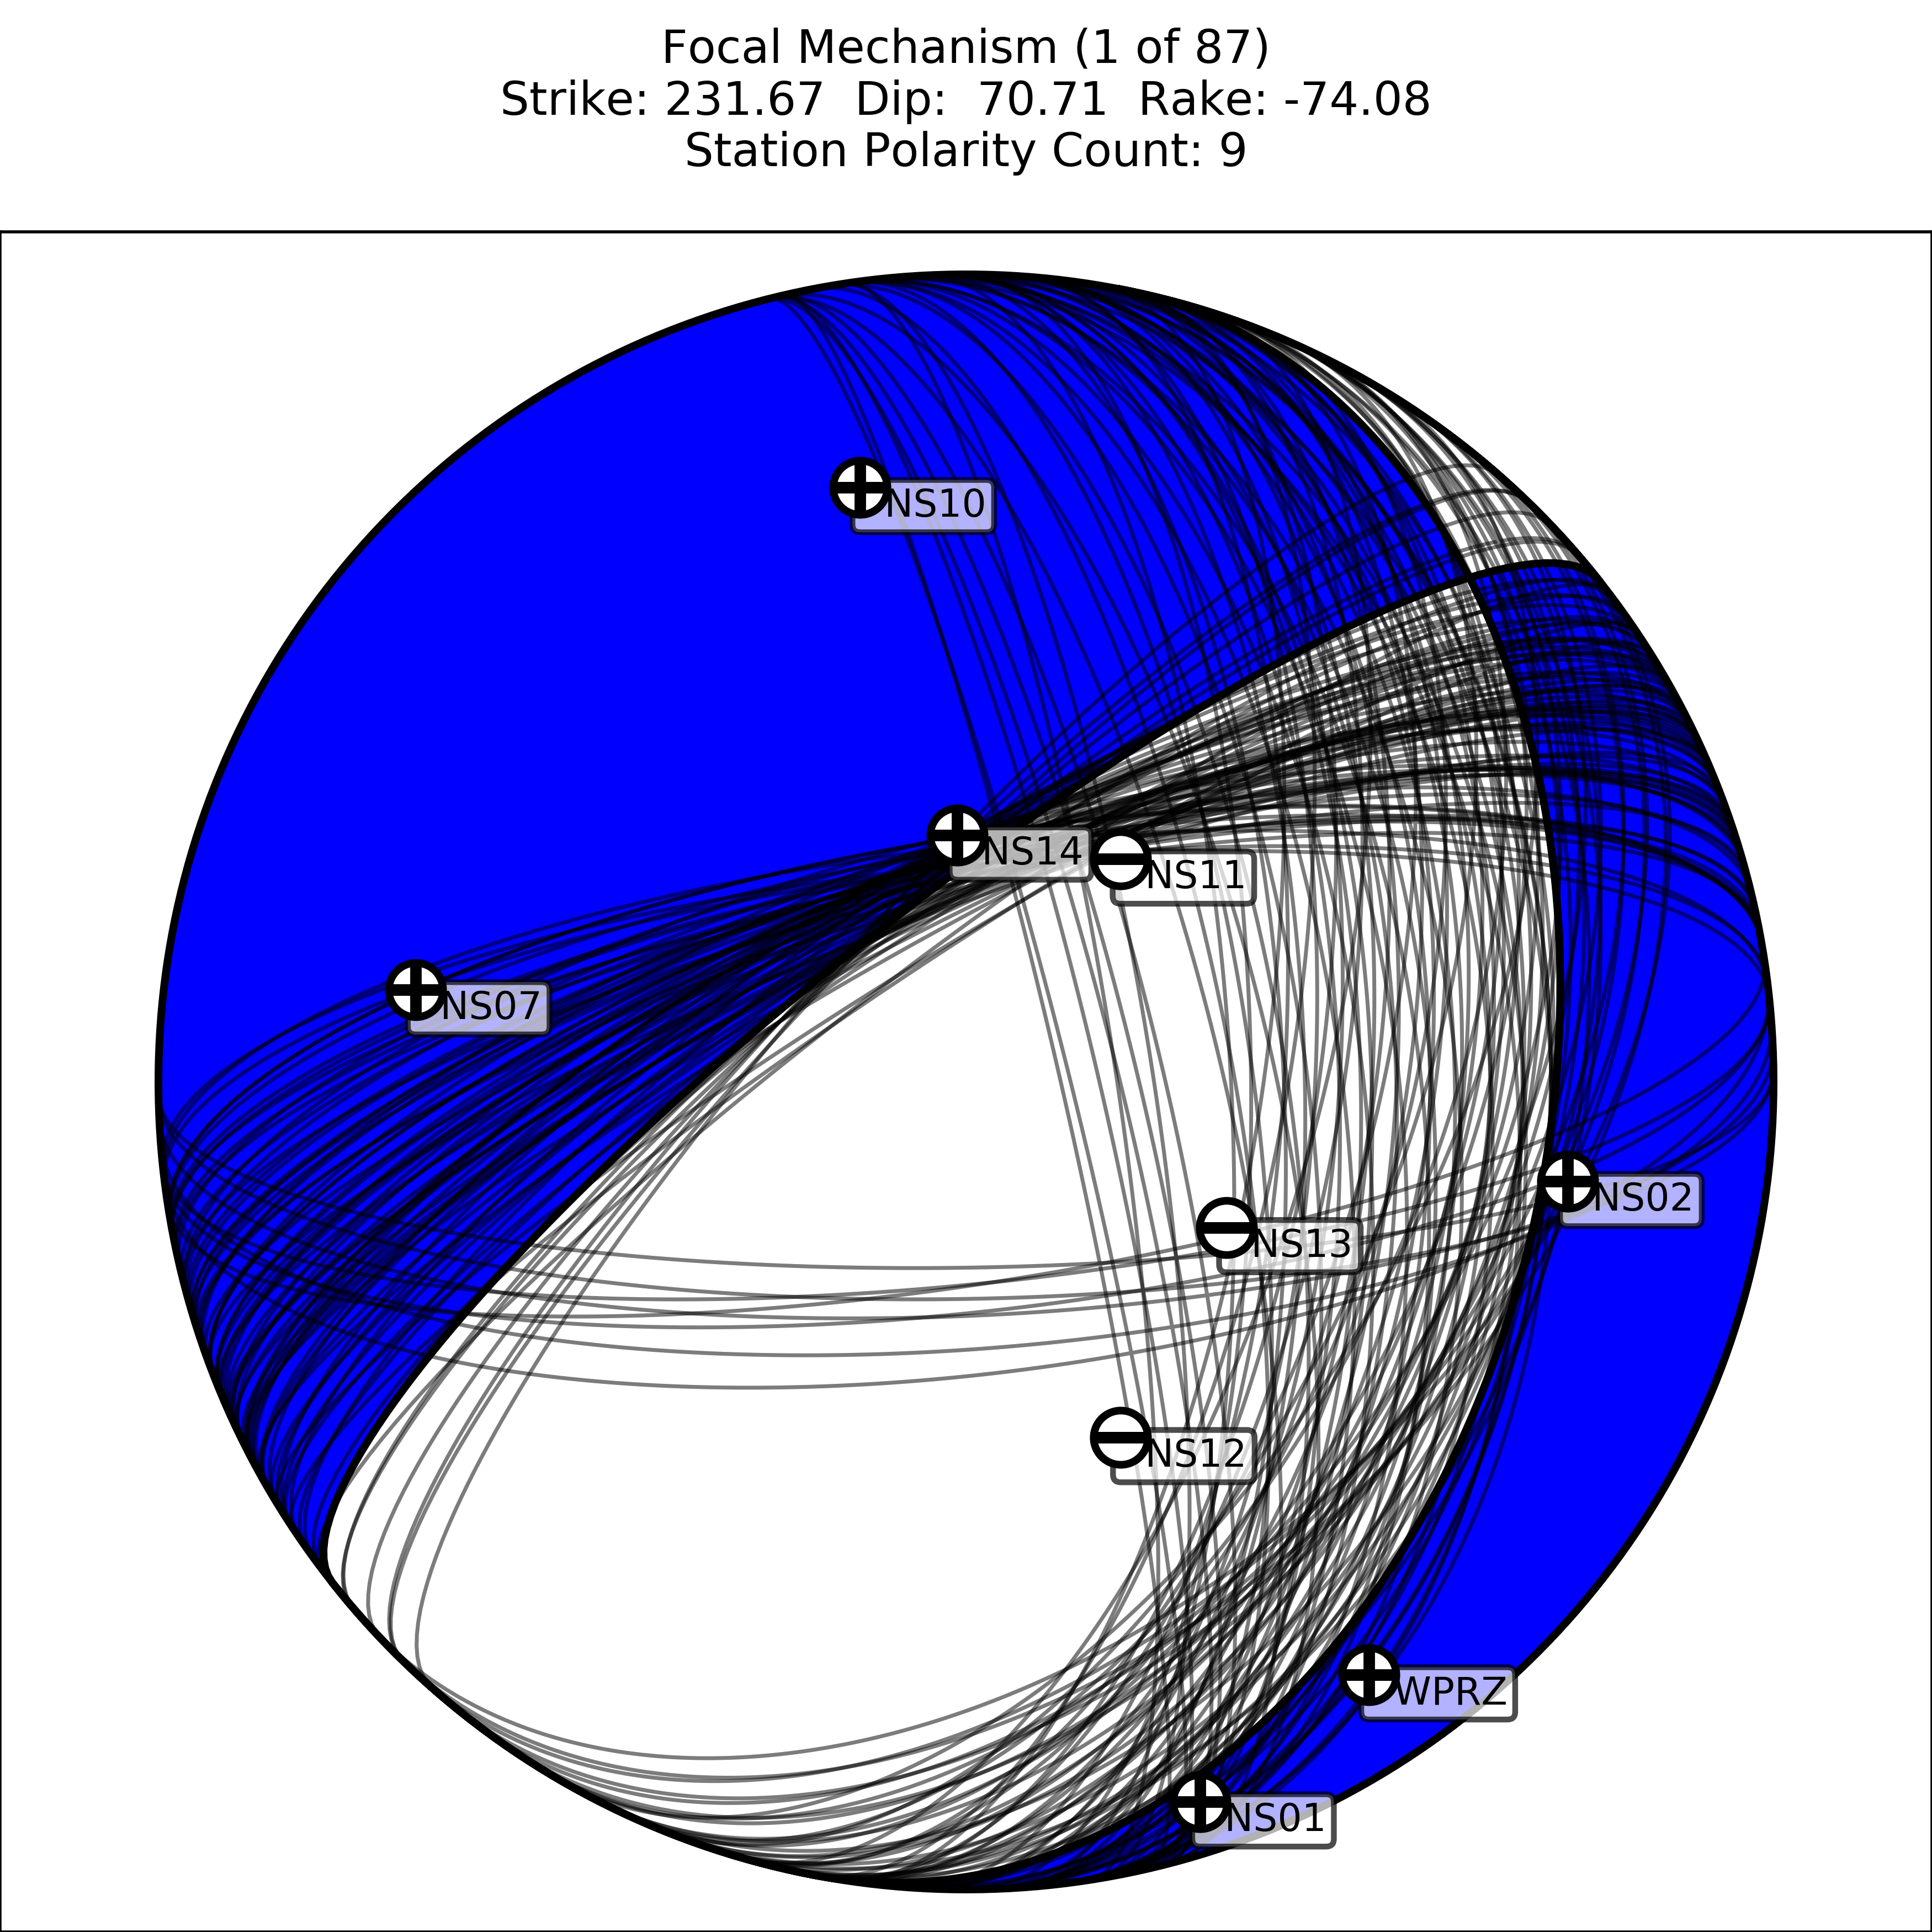 Focal Mechanism (1 of 87)
Strike: 231.67  Dip:  70.71  Rake: -74.08
Station Polarity Count: 9
NS10
NS14
NS11
NS07
NS02
NS13
NS12
WPRZ
NS01